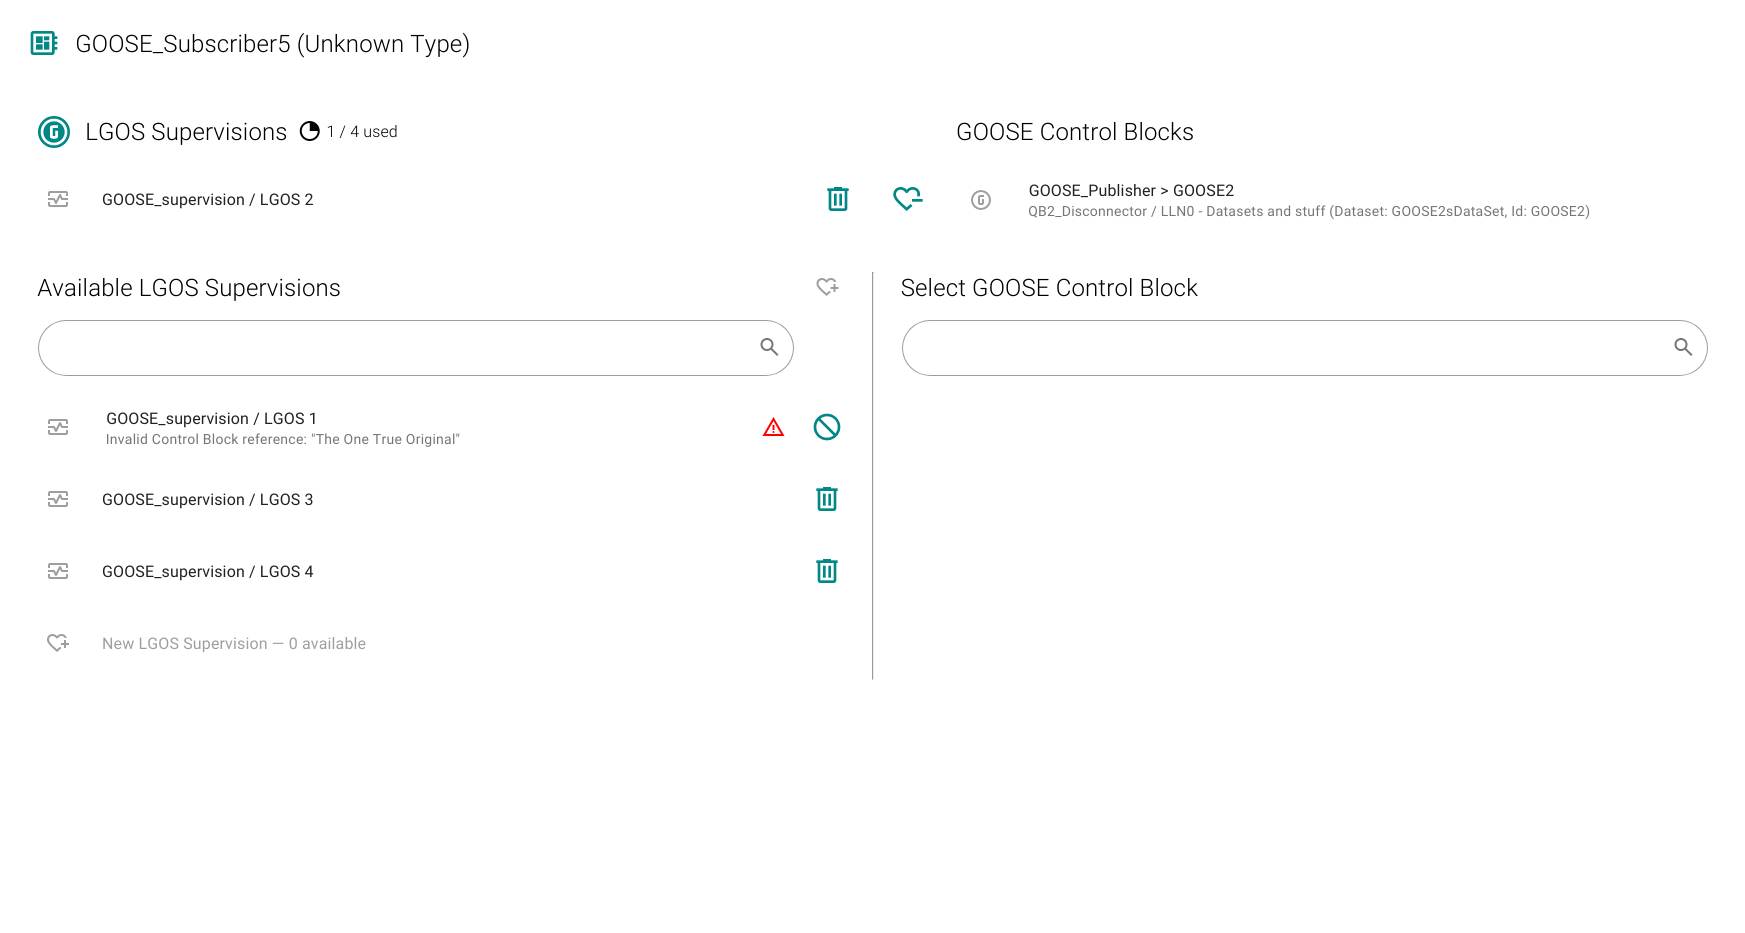 GOOSE_Subscriber5 (Unknown Type)
LGOS Supervisions 1 / 4 used
GOOSE Control Blocks
GOOSE_supervision / LGOS 2
GOOSE_Publisher > GOOSE2
QB2_Disconnector / LLN0 - Datasets and stuff (Dataset: GOOSE2sDataSet, Id: GOOSE2)
Available LGOS Supervisions
Select GOOSE Control Block
GOOSE_supervision / LGOS 1
Invalid Control Block reference: "The One True Original"
GOOSE_supervision / LGOS 3
GOOSE_supervision / LGOS 4
New LGOS Supervision — 0 available